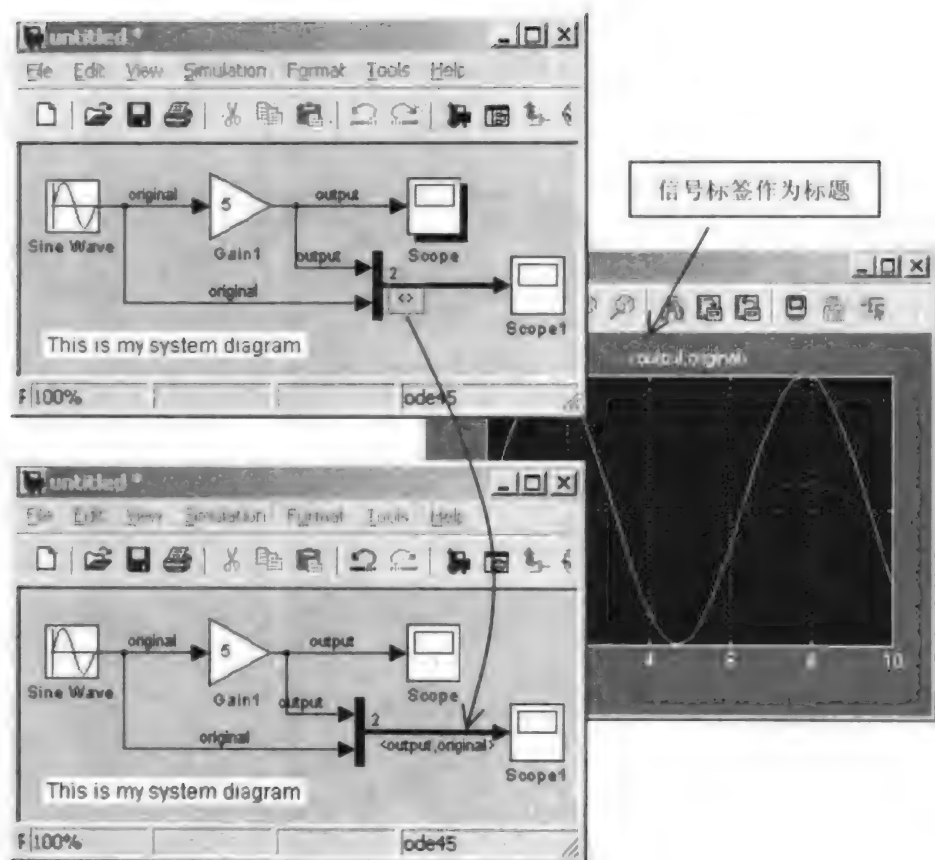 untitled *
File Edit View Simulation Format Tools Help
original
5
output
Sine Wave
Gain1
Scope
output
2
original
<>
Scope1
This is my system diagram
100%
ode45
信号标签作为标题
<output,original>
4
6
8
10
untitled *
File Edit View Simulation Format Tools Help
original
5
output
Sine Wave
Gain1
Scope
output
2
original
<output,original>
Scope1
This is my system diagram
100%
ode45